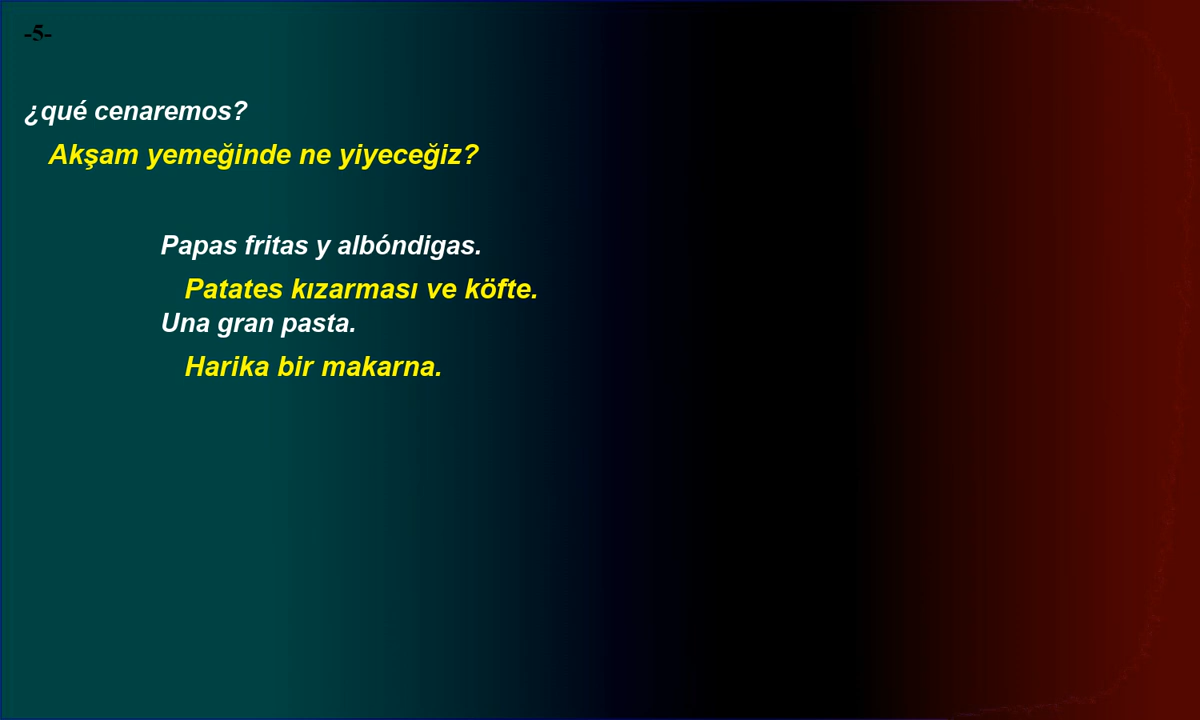 -5-
¿qué cenaremos?
Akşam yemeğinde ne yiyeceğiz?
Papas fritas y albóndigas.
Patates kızarması ve köfte.
Una gran pasta.
Harika bir makarna.